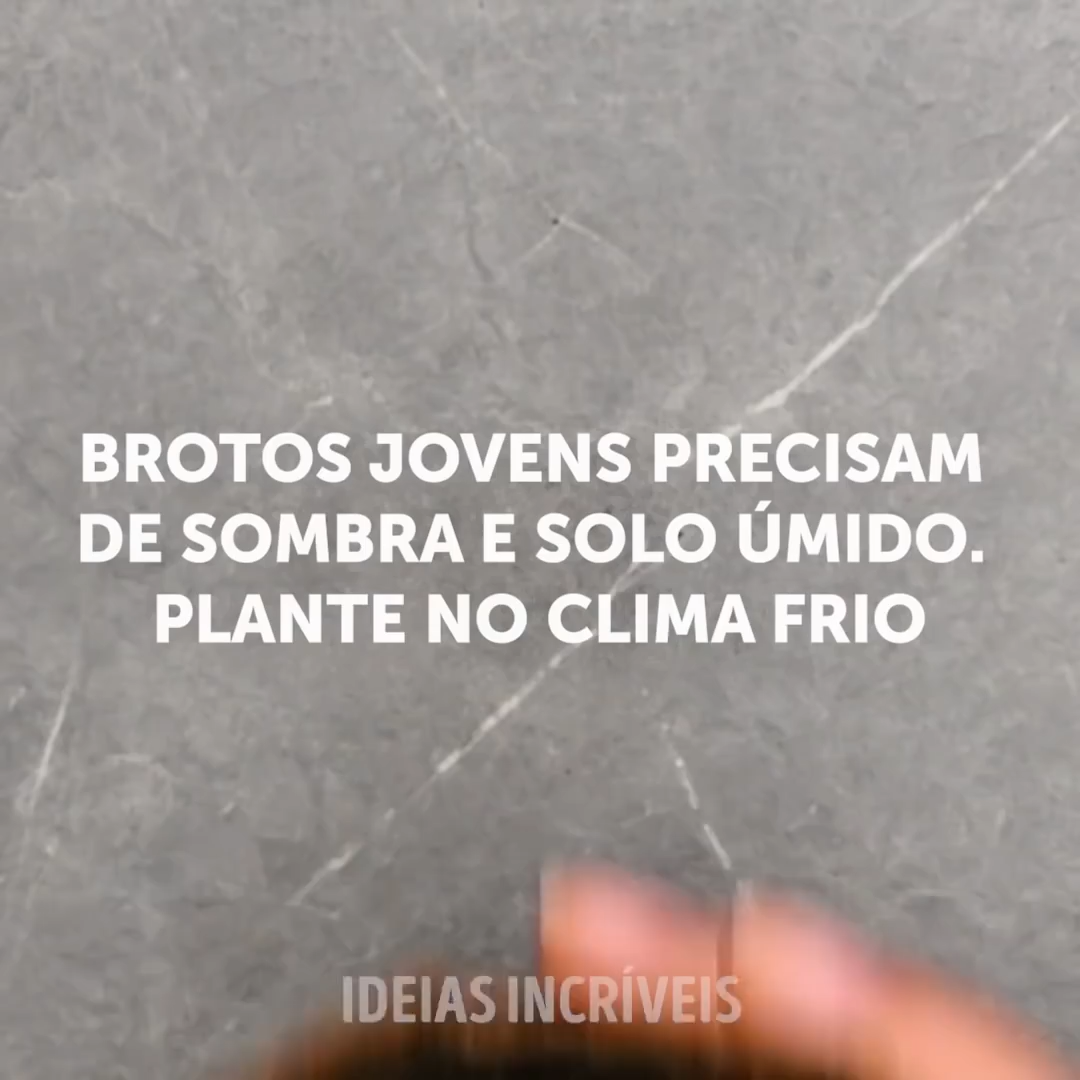 BROTOS JOVENS PRECISAM
DE SOMBRA E SOLO ÚMIDO.
PLANTE NO CLIMA FRIO
IDEIAS INCRÍVEIS